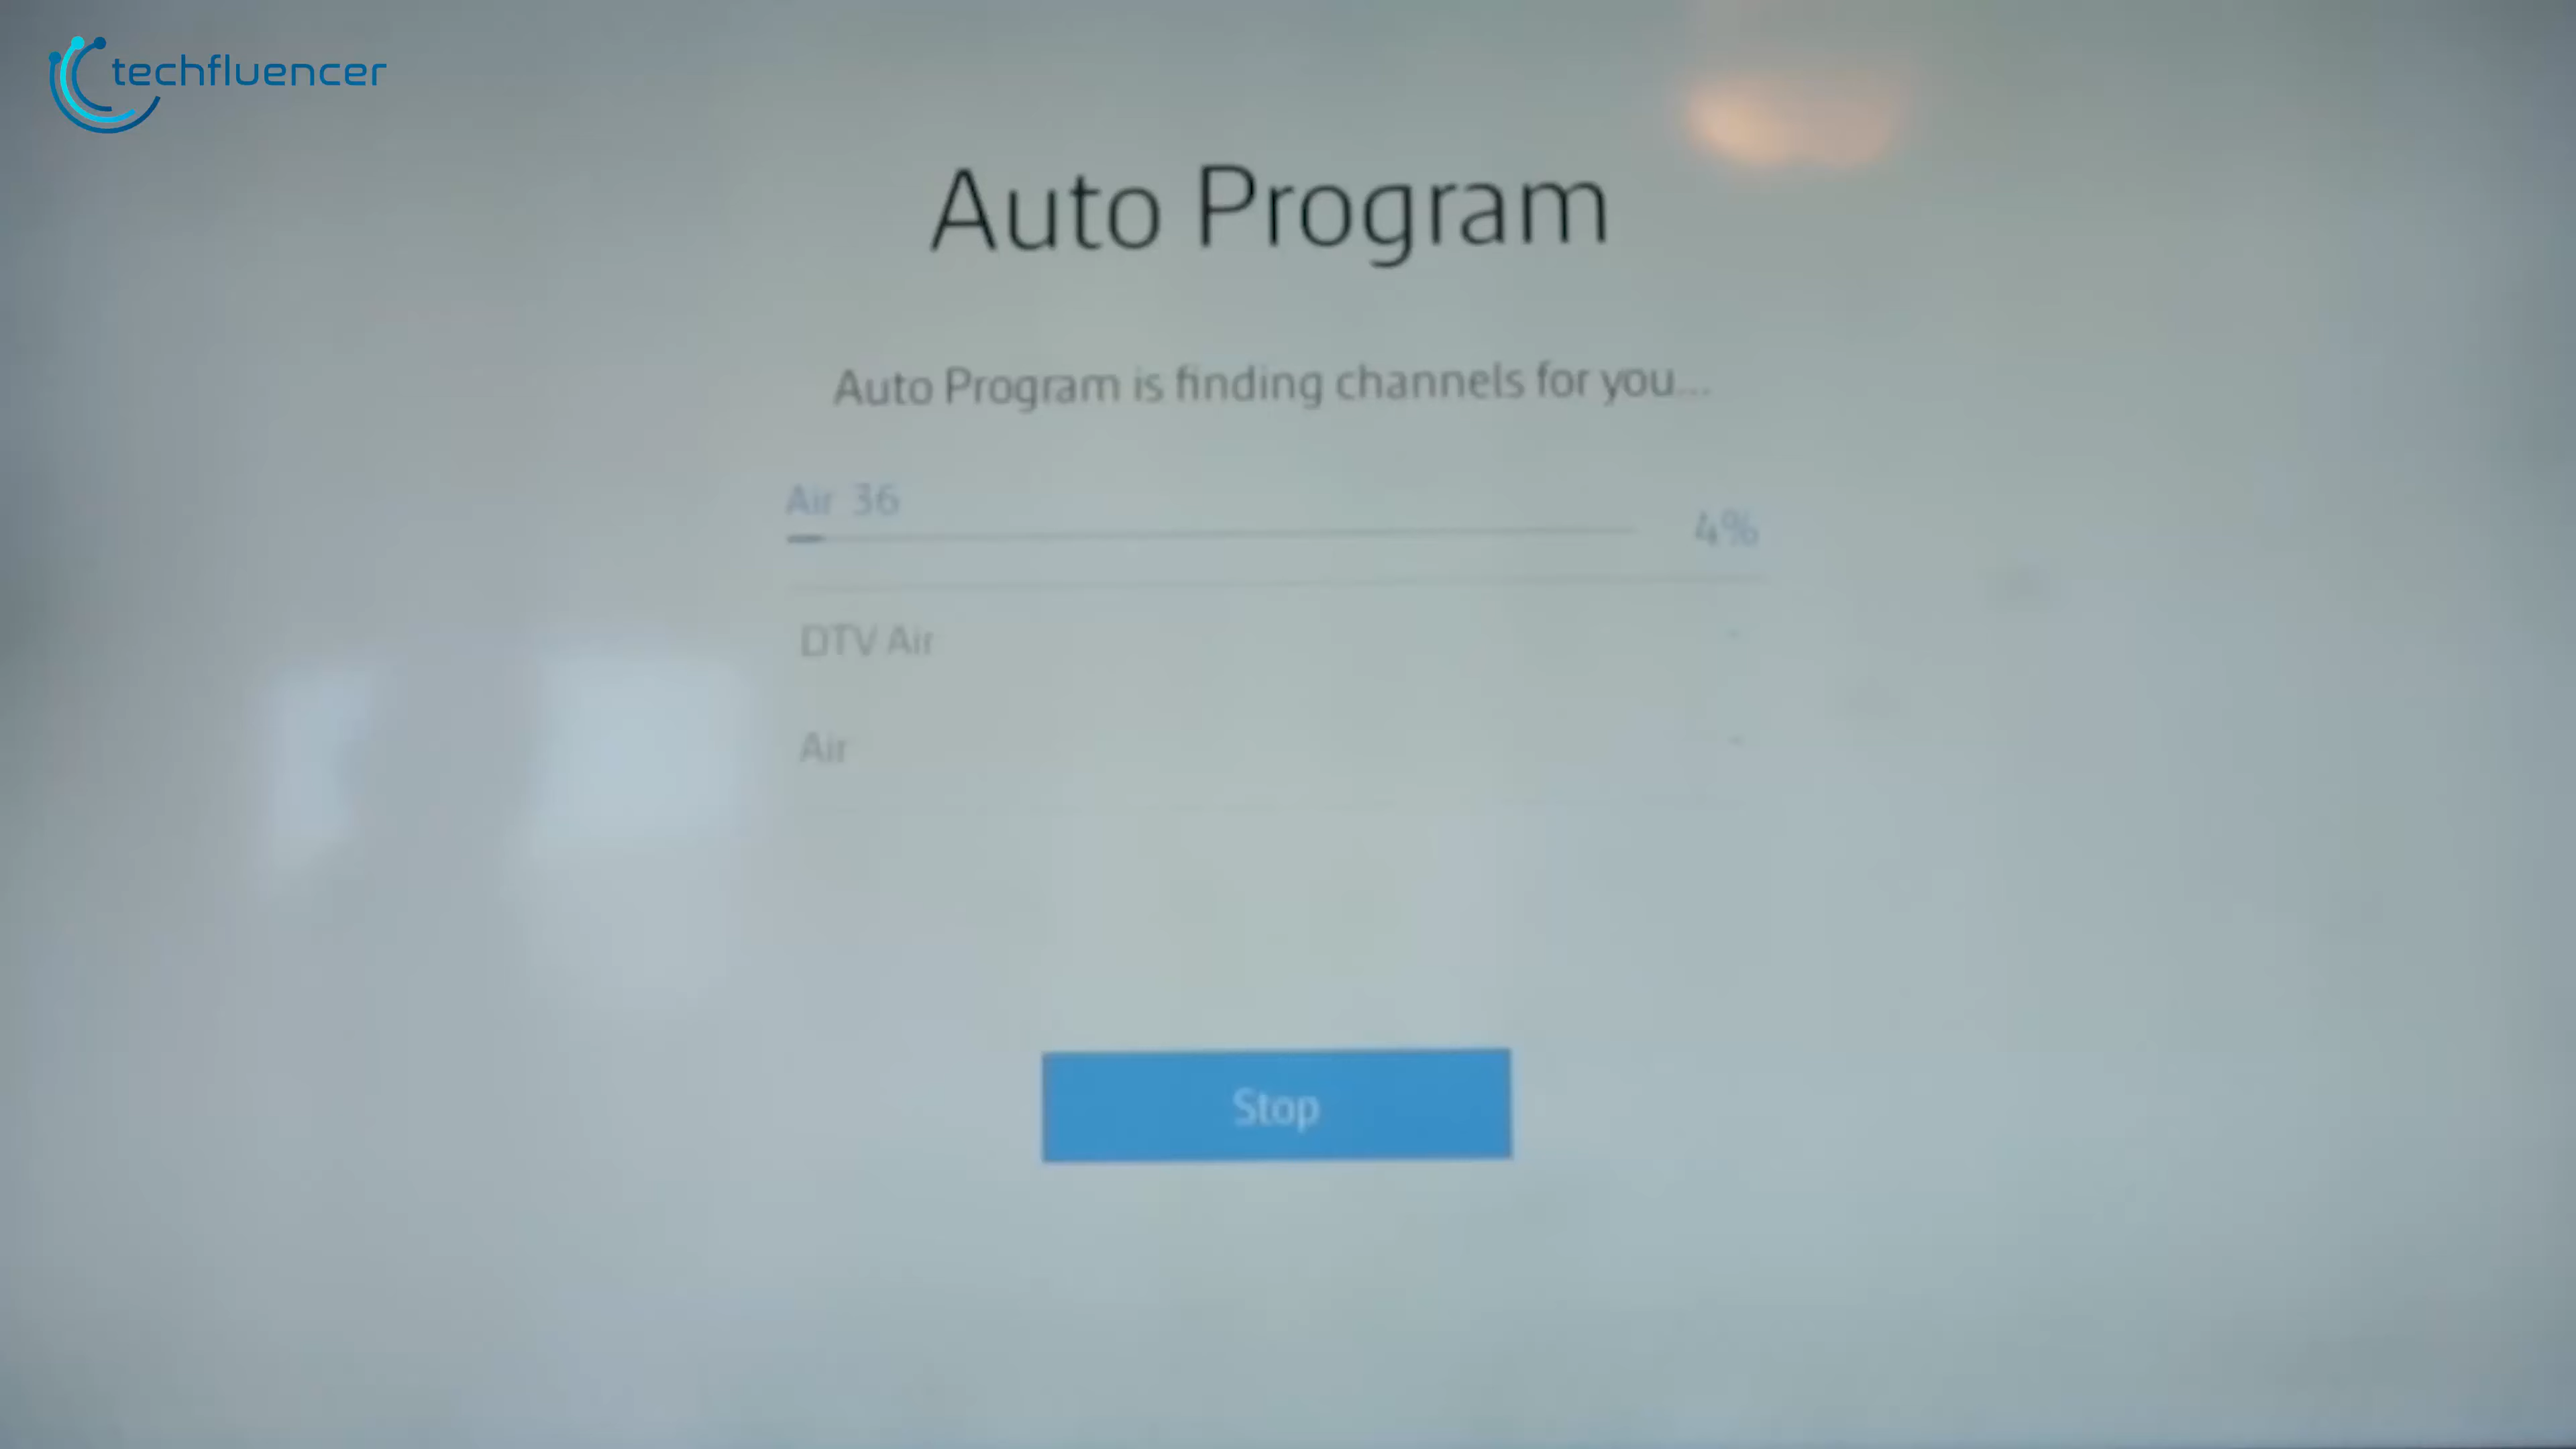 techfluencer
Auto Program
Auto Program is finding channels for you...
Air 36
4%
DTV Air -
Air -
Stop